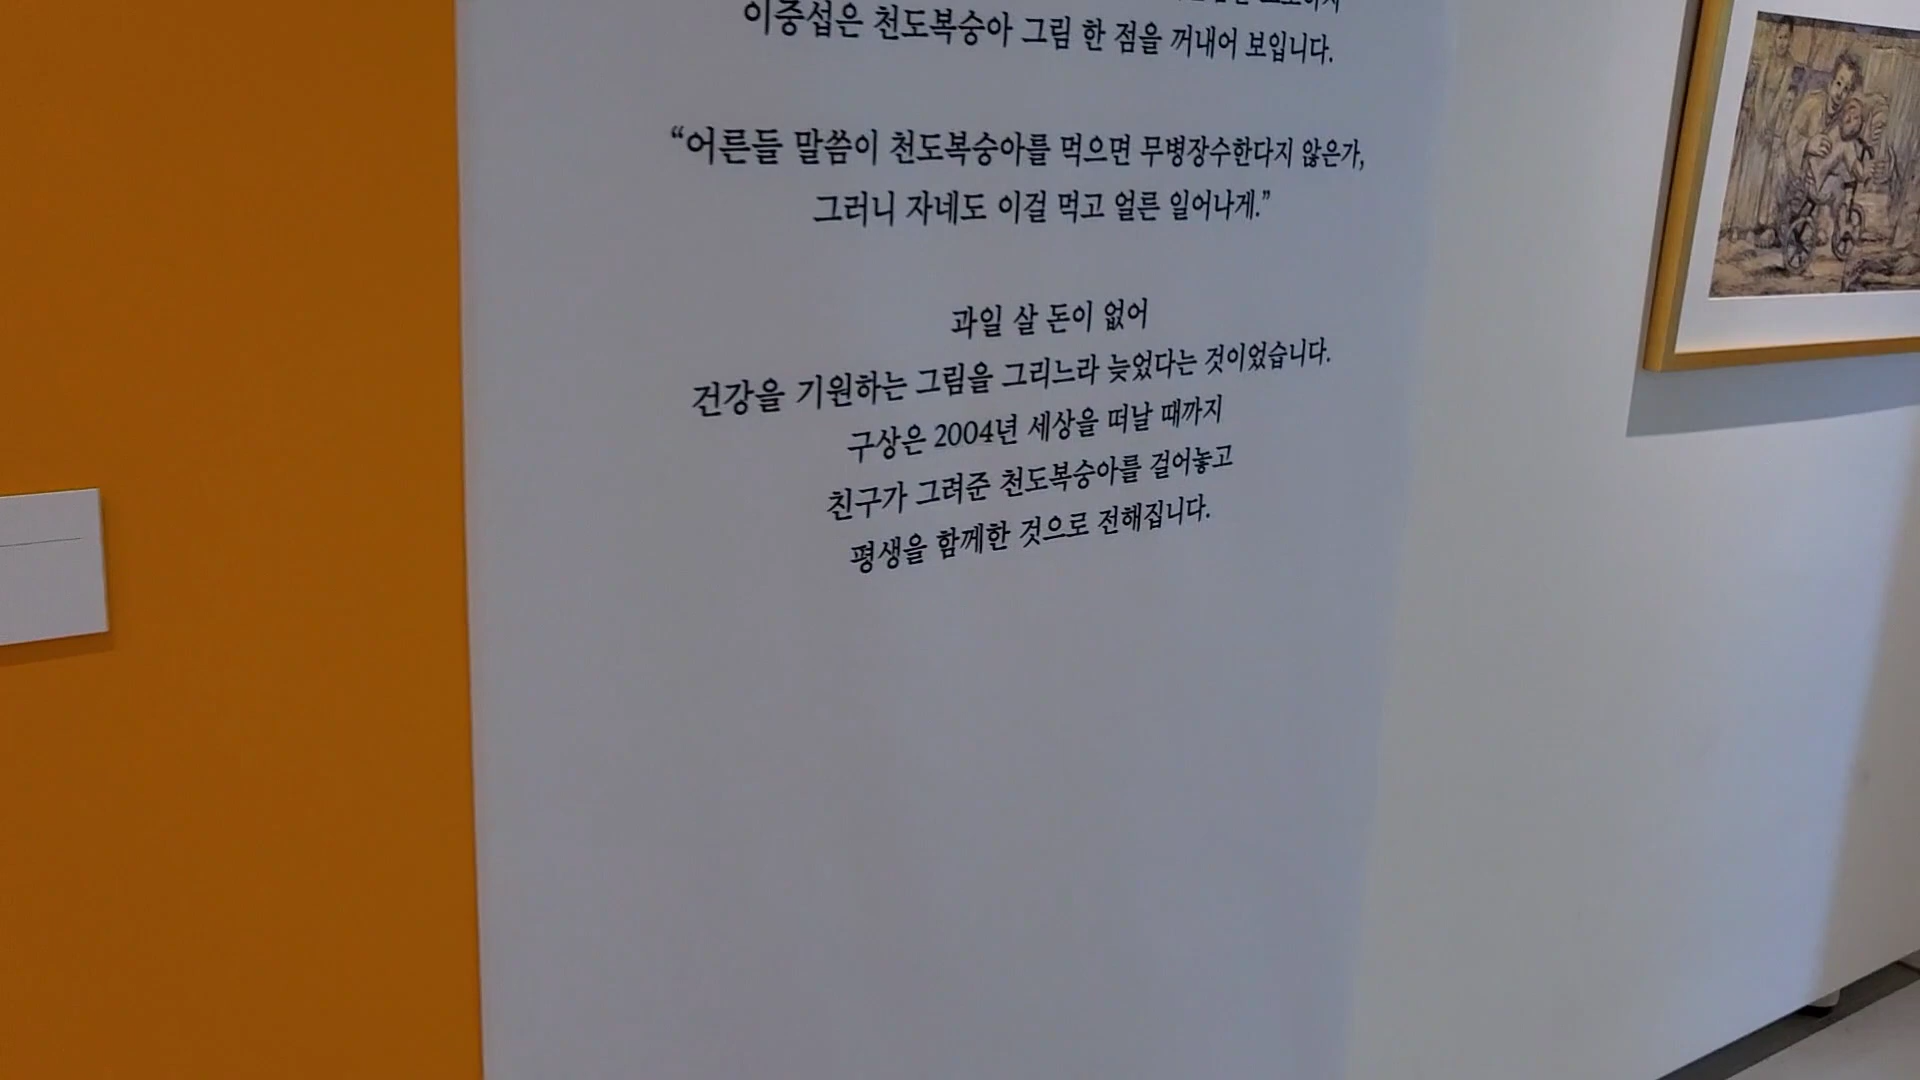 이중섭은 천도복숭아 그림 한 점을 꺼내어 보입니다.
“어른들 말씀이 천도복숭아를 먹으면 무병장수한다지 않은가,
그러니 자네도 이걸 먹고 얼른 일어나게.”
과일 살 돈이 없어
건강을 기원하는 그림을 그리느라 늦었다는 것이었습니다.
구상은 2004년 세상을 떠날 때까지
친구가 그려준 천도복숭아를 걸어놓고
평생을 함께한 것으로 전해집니다.